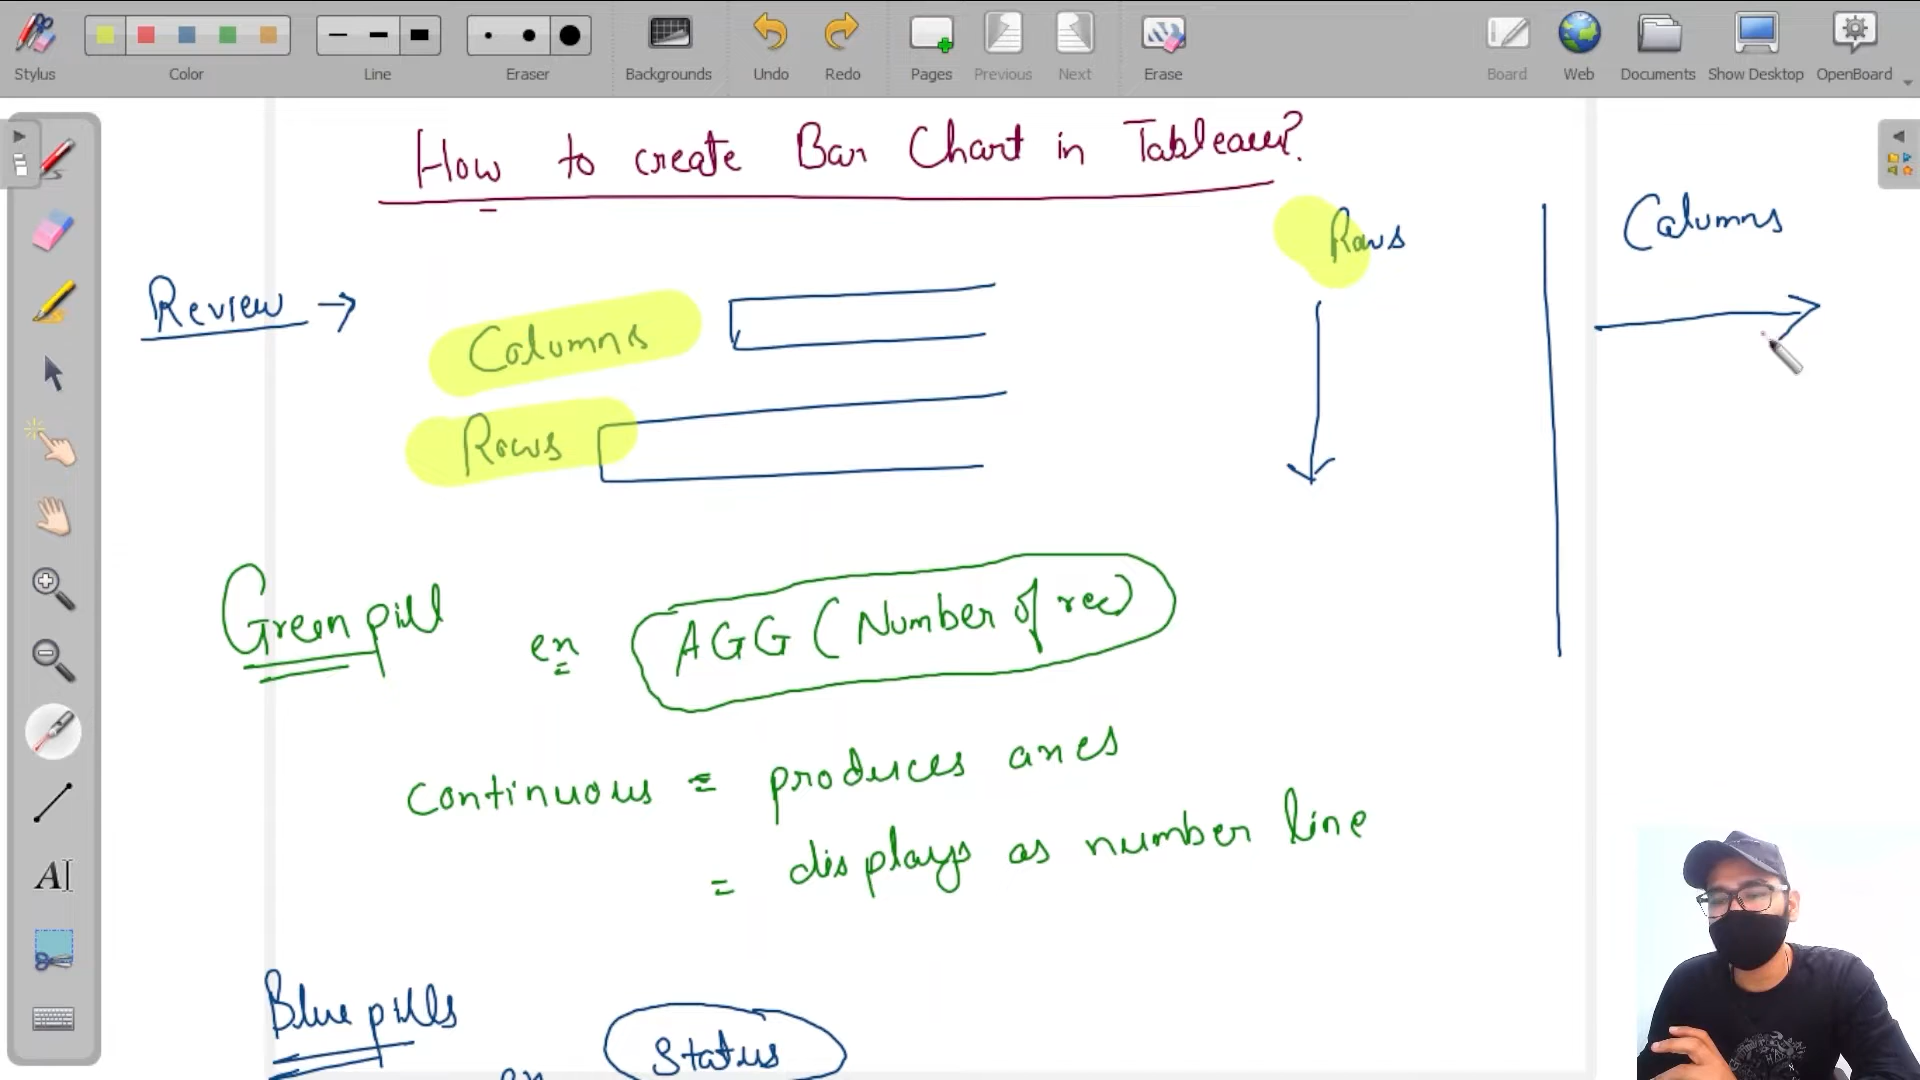 Stylus
Color
Line
Eraser
Backgrounds
Undo
Redo
Pages
Previous
Next
Erase
Board
Web
Documents
Show Desktop
OpenBoard
How to create Bar Chart in Tableau?
Rows
Columns
Review →
Columns
Rows
Green pill
ex
AGG (Number of rec)
continuous = produces axes
= displays as number line
Blue pills
ex
Status